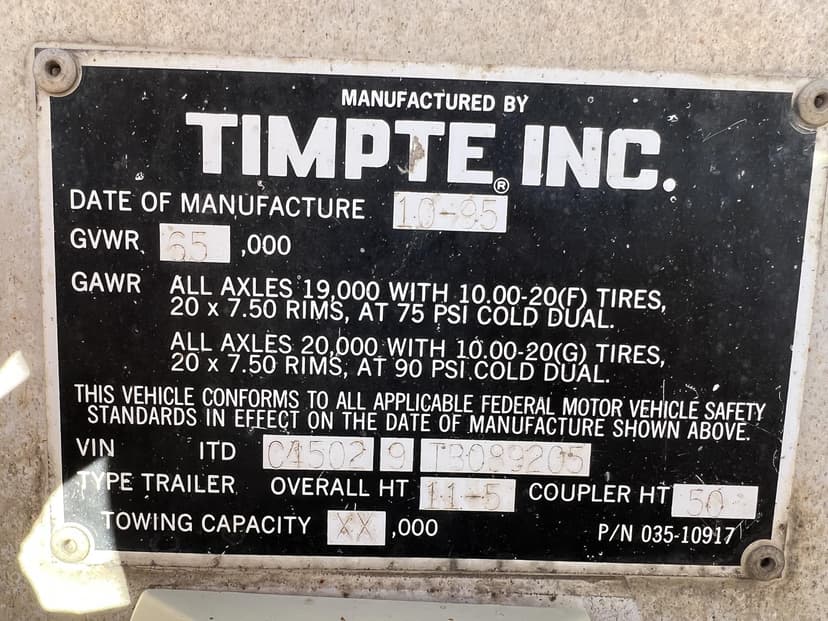 MANUFACTURED BY
TIMPTE INC.
®
DATE OF MANUFACTURE 10-95
GVWR 65 ,000
GAWR ALL AXLES 19,000 WITH 10.00-20(F) TIRES,
20 x 7.50 RIMS, AT 75 PSI COLD DUAL.
ALL AXLES 20,000 WITH 10.00-20(G) TIRES,
20 x 7.50 RIMS, AT 90 PSI COLD DUAL.
THIS VEHICLE CONFORMS TO ALL APPLICABLE FEDERAL MOTOR VEHICLE SAFETY
STANDARDS IN EFFECT ON THE DATE OF MANUFACTURE SHOWN ABOVE.
VIN ITD C4502 9 TB089205
TYPE TRAILER OVERALL HT 11-5 COUPLER HT 50
TOWING CAPACITY XX ,000 P/N 035-10917